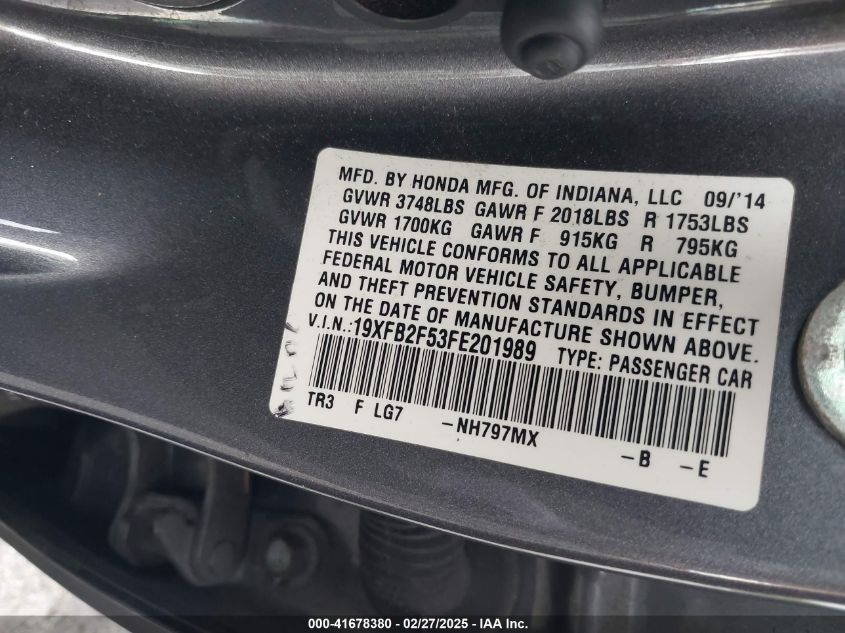 MFD. BY HONDA MFG. OF INDIANA, LLC 09/'14
GVWR 3748LBS GAWR F 2018LBS R 1753LBS
GVWR 1700KG GAWR F 915KG R 795KG
THIS VEHICLE CONFORMS TO ALL APPLICABLE
FEDERAL MOTOR VEHICLE SAFETY, BUMPER,
AND THEFT PREVENTION STANDARDS IN EFFECT
ON THE DATE OF MANUFACTURE SHOWN ABOVE.
V.I.N.:19XFB2F53FE201989 TYPE: PASSENGER CAR
TR3 F LG7 -NH797MX -B -E
000-41678380 - 02/27/2025 - IAA Inc.